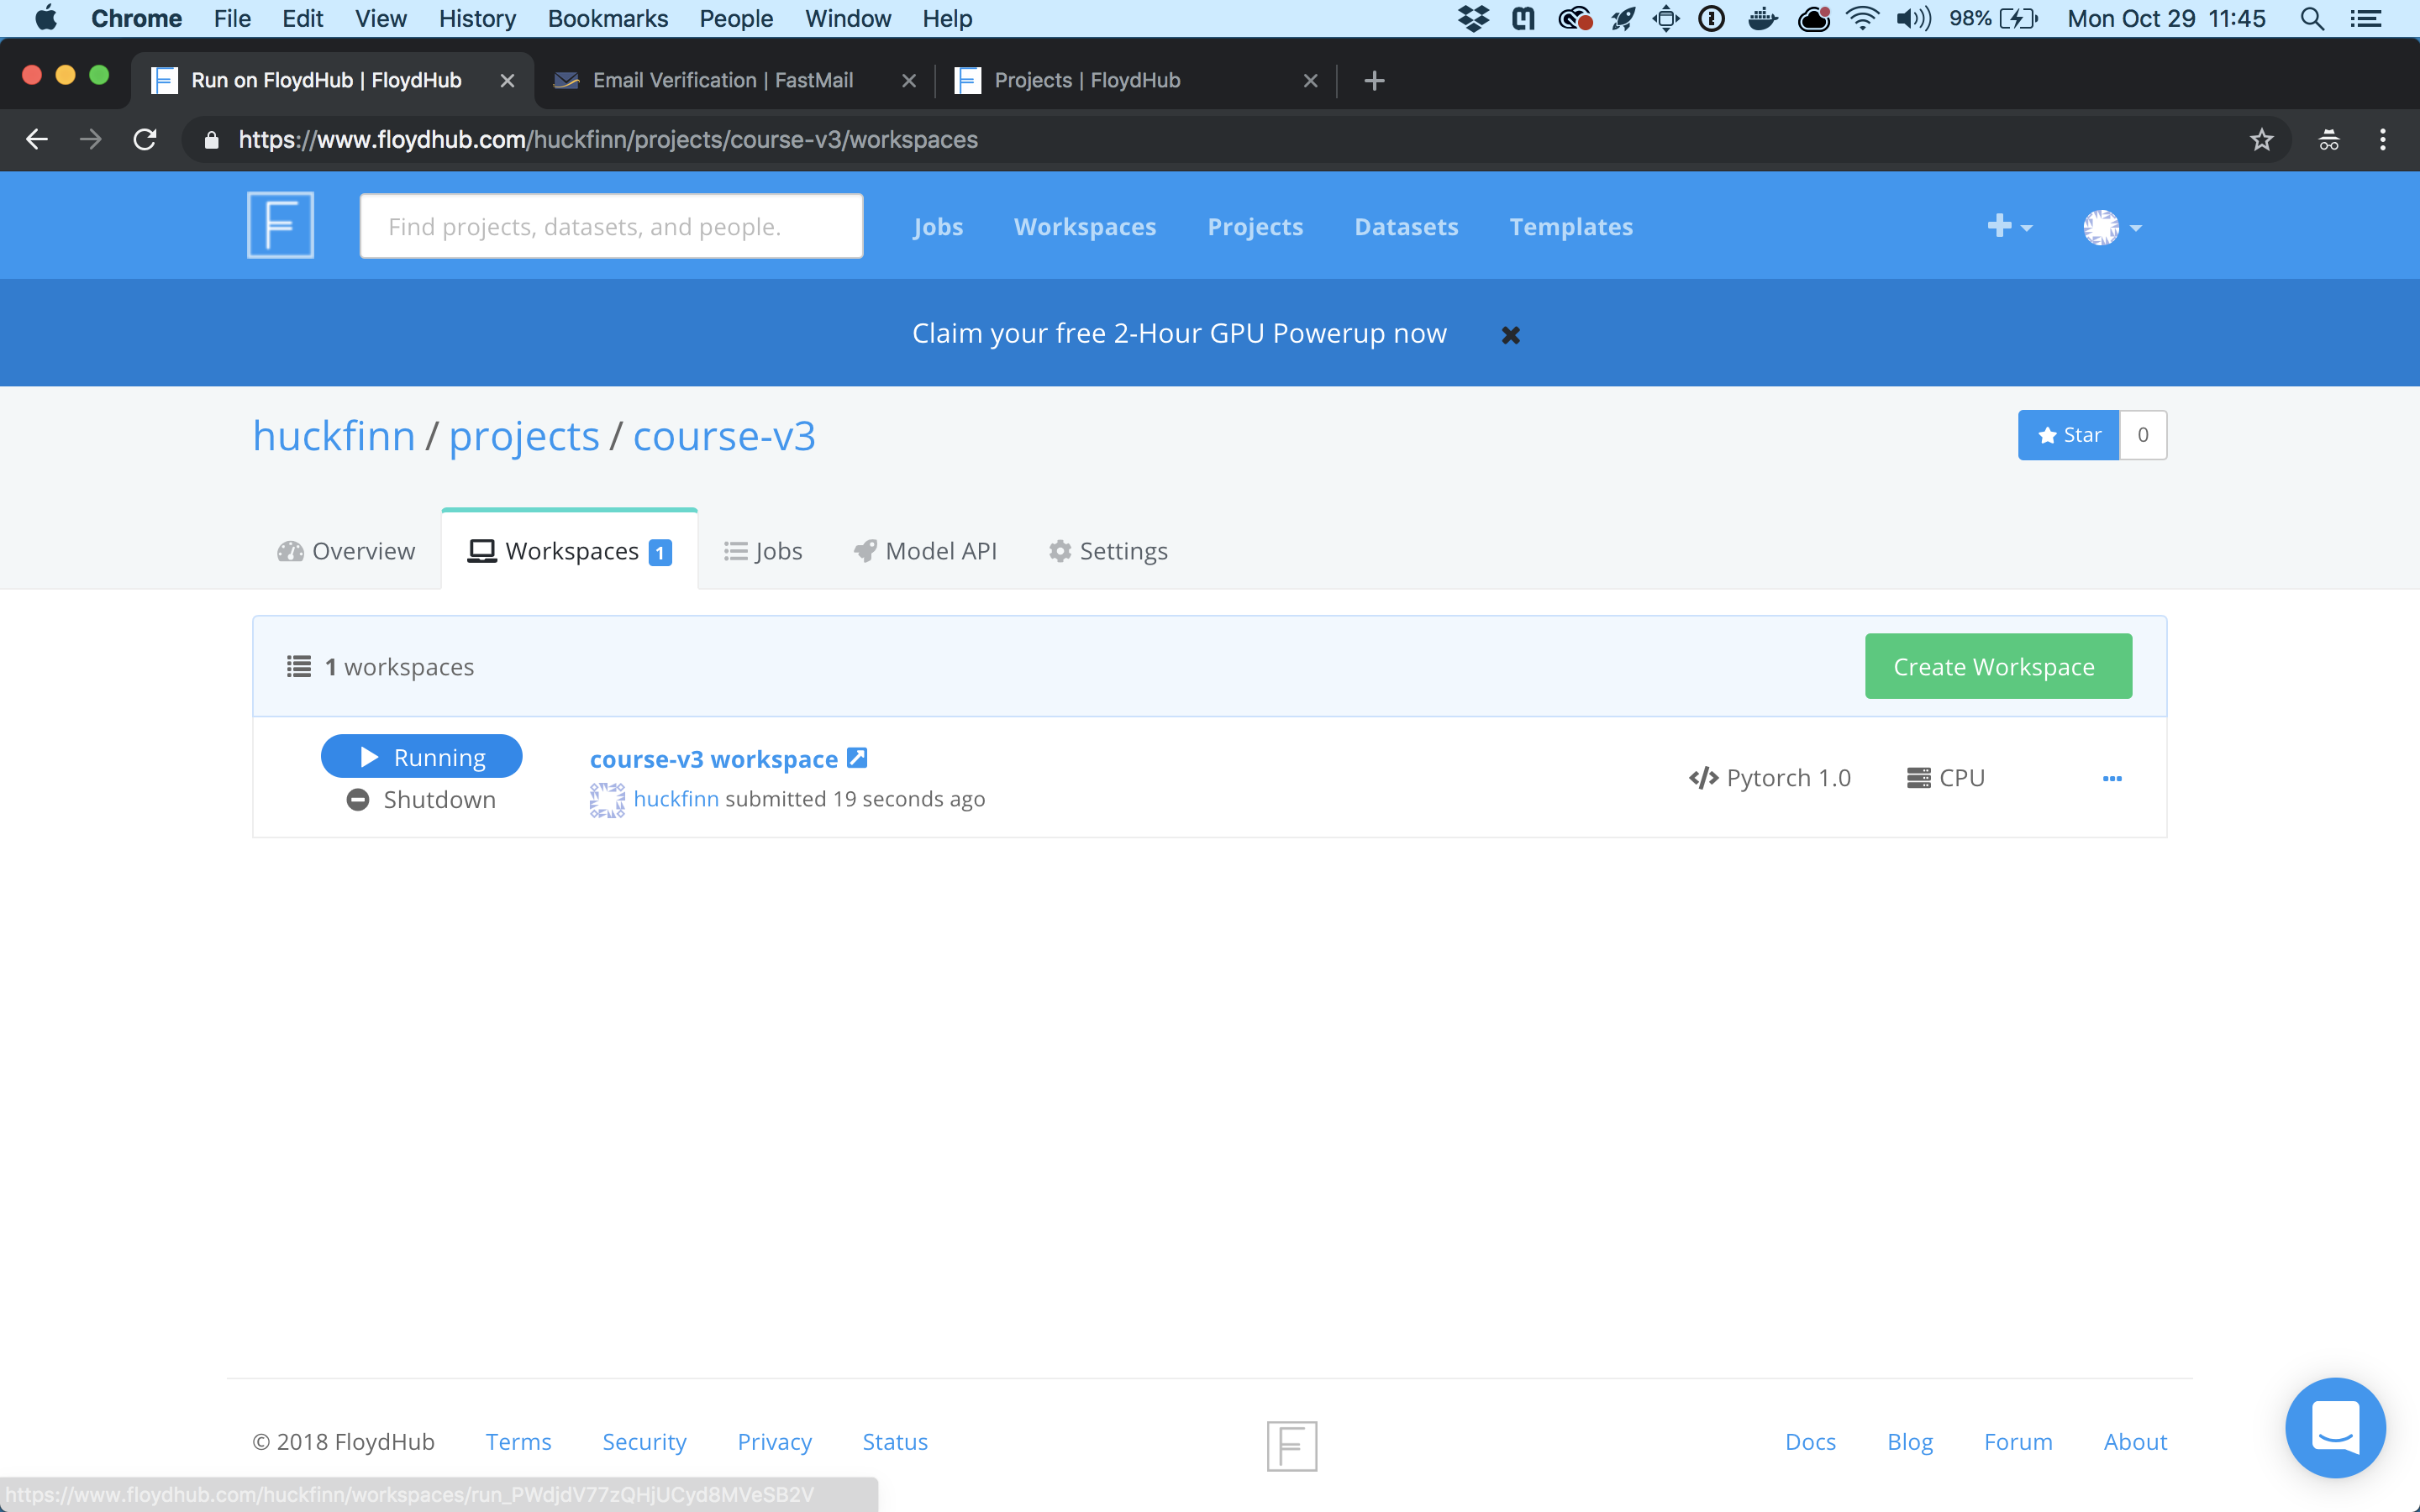 Chrome File Edit View History Bookmarks People Window Help 98% Mon Oct 29 11:45
Run on FloydHub | FloydHub Email Verification | FastMail Projects | FloydHub
https://www.floydhub.com/huckfinn/projects/course-v3/workspaces
F Find projects, datasets, and people. Jobs Workspaces Projects Datasets Templates
Claim your free 2-Hour GPU Powerup now
huckfinn / projects / course-v3 Star 0
Overview Workspaces 1 Jobs Model API Settings
1 workspaces Create Workspace
Running course-v3 workspace
Pytorch 1.0 CPU
Shutdown huckfinn submitted 19 seconds ago
© 2018 FloydHub Terms Security Privacy Status F Docs Blog Forum About
https://www.floydhub.com/huckfinn/workspaces/run_PWdjdV77zQHjUCyd8MVeSB2V